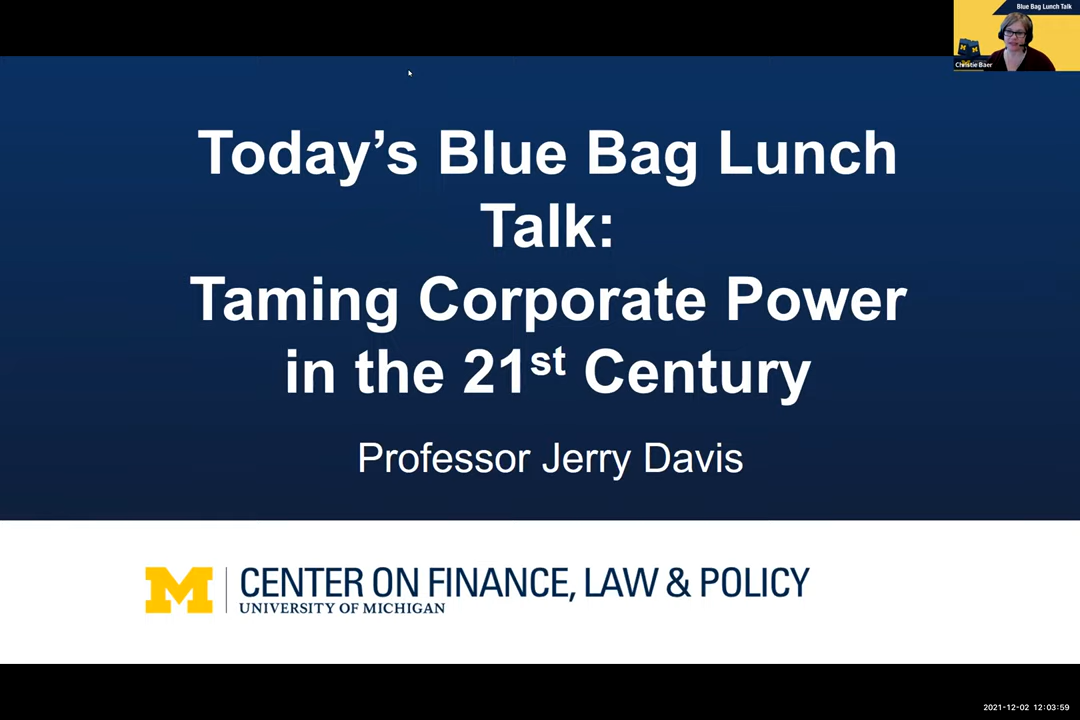 Blue Bag Lunch Talk
Christie Baer
Today’s Blue Bag Lunch
Talk:
Taming Corporate Power
in the 21st Century
Professor Jerry Davis
M
CENTER ON FINANCE, LAW & POLICY
UNIVERSITY OF MICHIGAN
2021-12-02 12:03:59